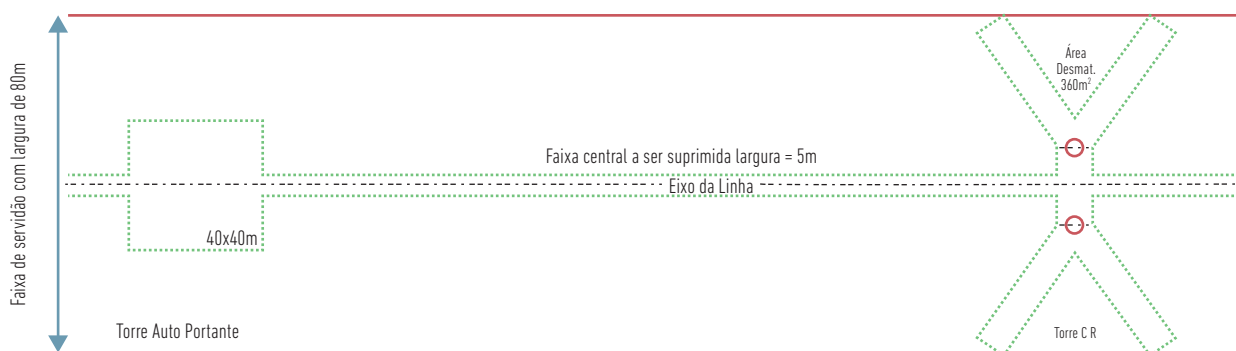 Faixa de servidão com largura de 80m
Área
Desmat.
360m²
Faixa central a ser suprimida largura = 5m
Eixo da Linha
40x40m
Torre Auto Portante
Torre C R